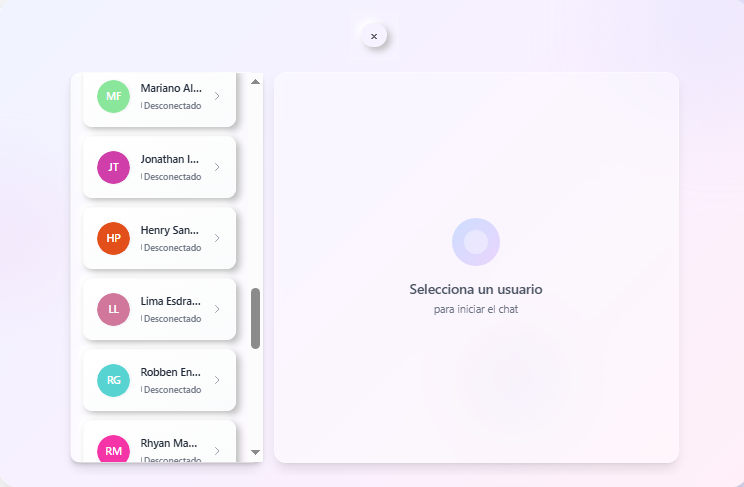 ×
MF
Mariano Al...
Desconectado
JT
Jonathan I...
Desconectado
HP
Henry San...
Desconectado
LL
Lima Esdra...
Desconectado
RG
Robben En...
Desconectado
RM
Rhyan Ma...
Desconectado
Selecciona un usuario
para iniciar el chat